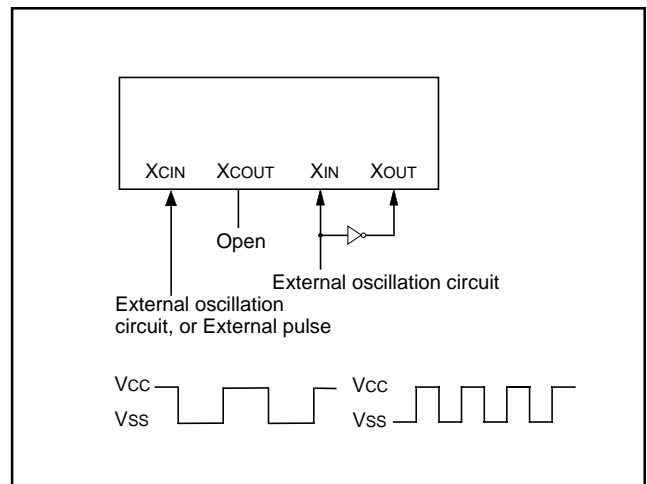 XCIN XCOUT XIN XOUT
Open
External oscillation circuit
External oscillation
circuit, or External pulse
VCC VCC
VSS VSS